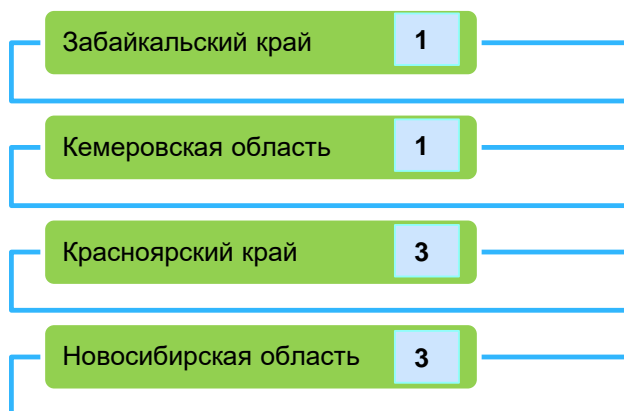 Забайкальский край 1
Кемеровская область 1
Красноярский край 3
Новосибирская область 3